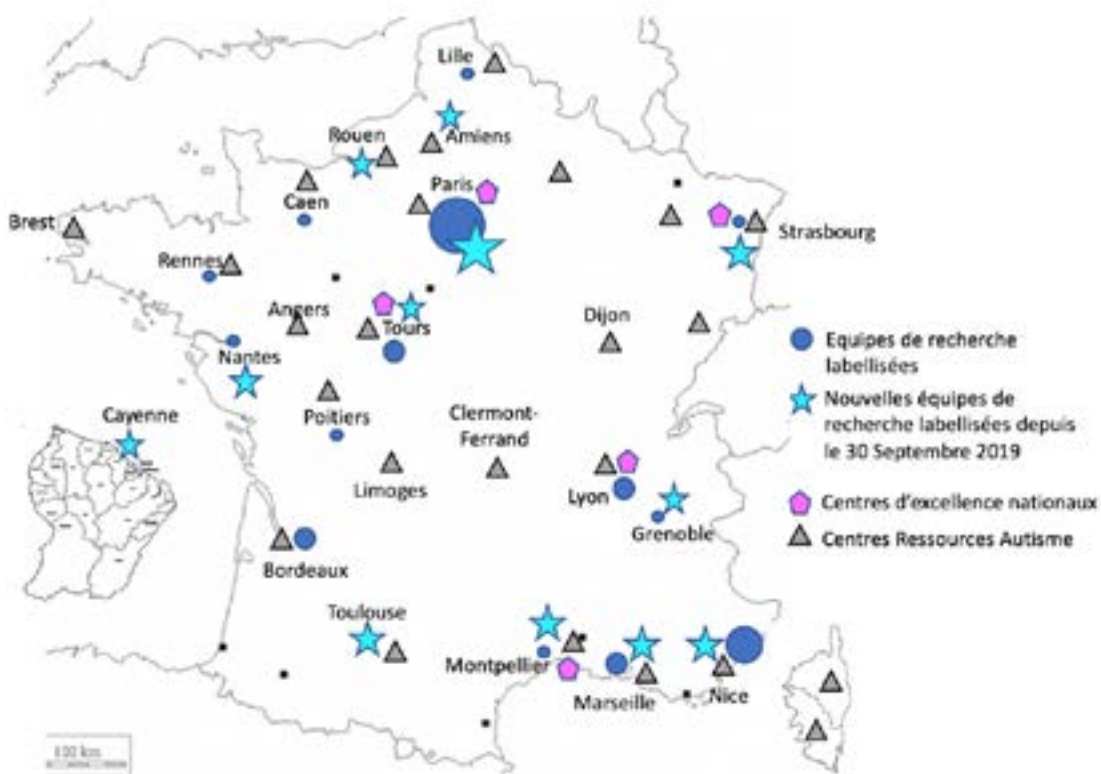 Lille
Amiens
Rouen
Paris
Caen
Brest
Strasbourg
Rennes
Angers
Tours
Dijon
Nantes
Cayenne
Poitiers
Clermont-
Ferrand
Limoges
Lyon
Grenoble
Bordeaux
Toulouse
Montpellier
Marseille
Nice
Equipes de recherche
labellisées
Nouvelles équipes de
recherche labellisées depuis
le 30 Septembre 2019
Centres d'excellence nationaux
Centres Ressources Autisme
100 km